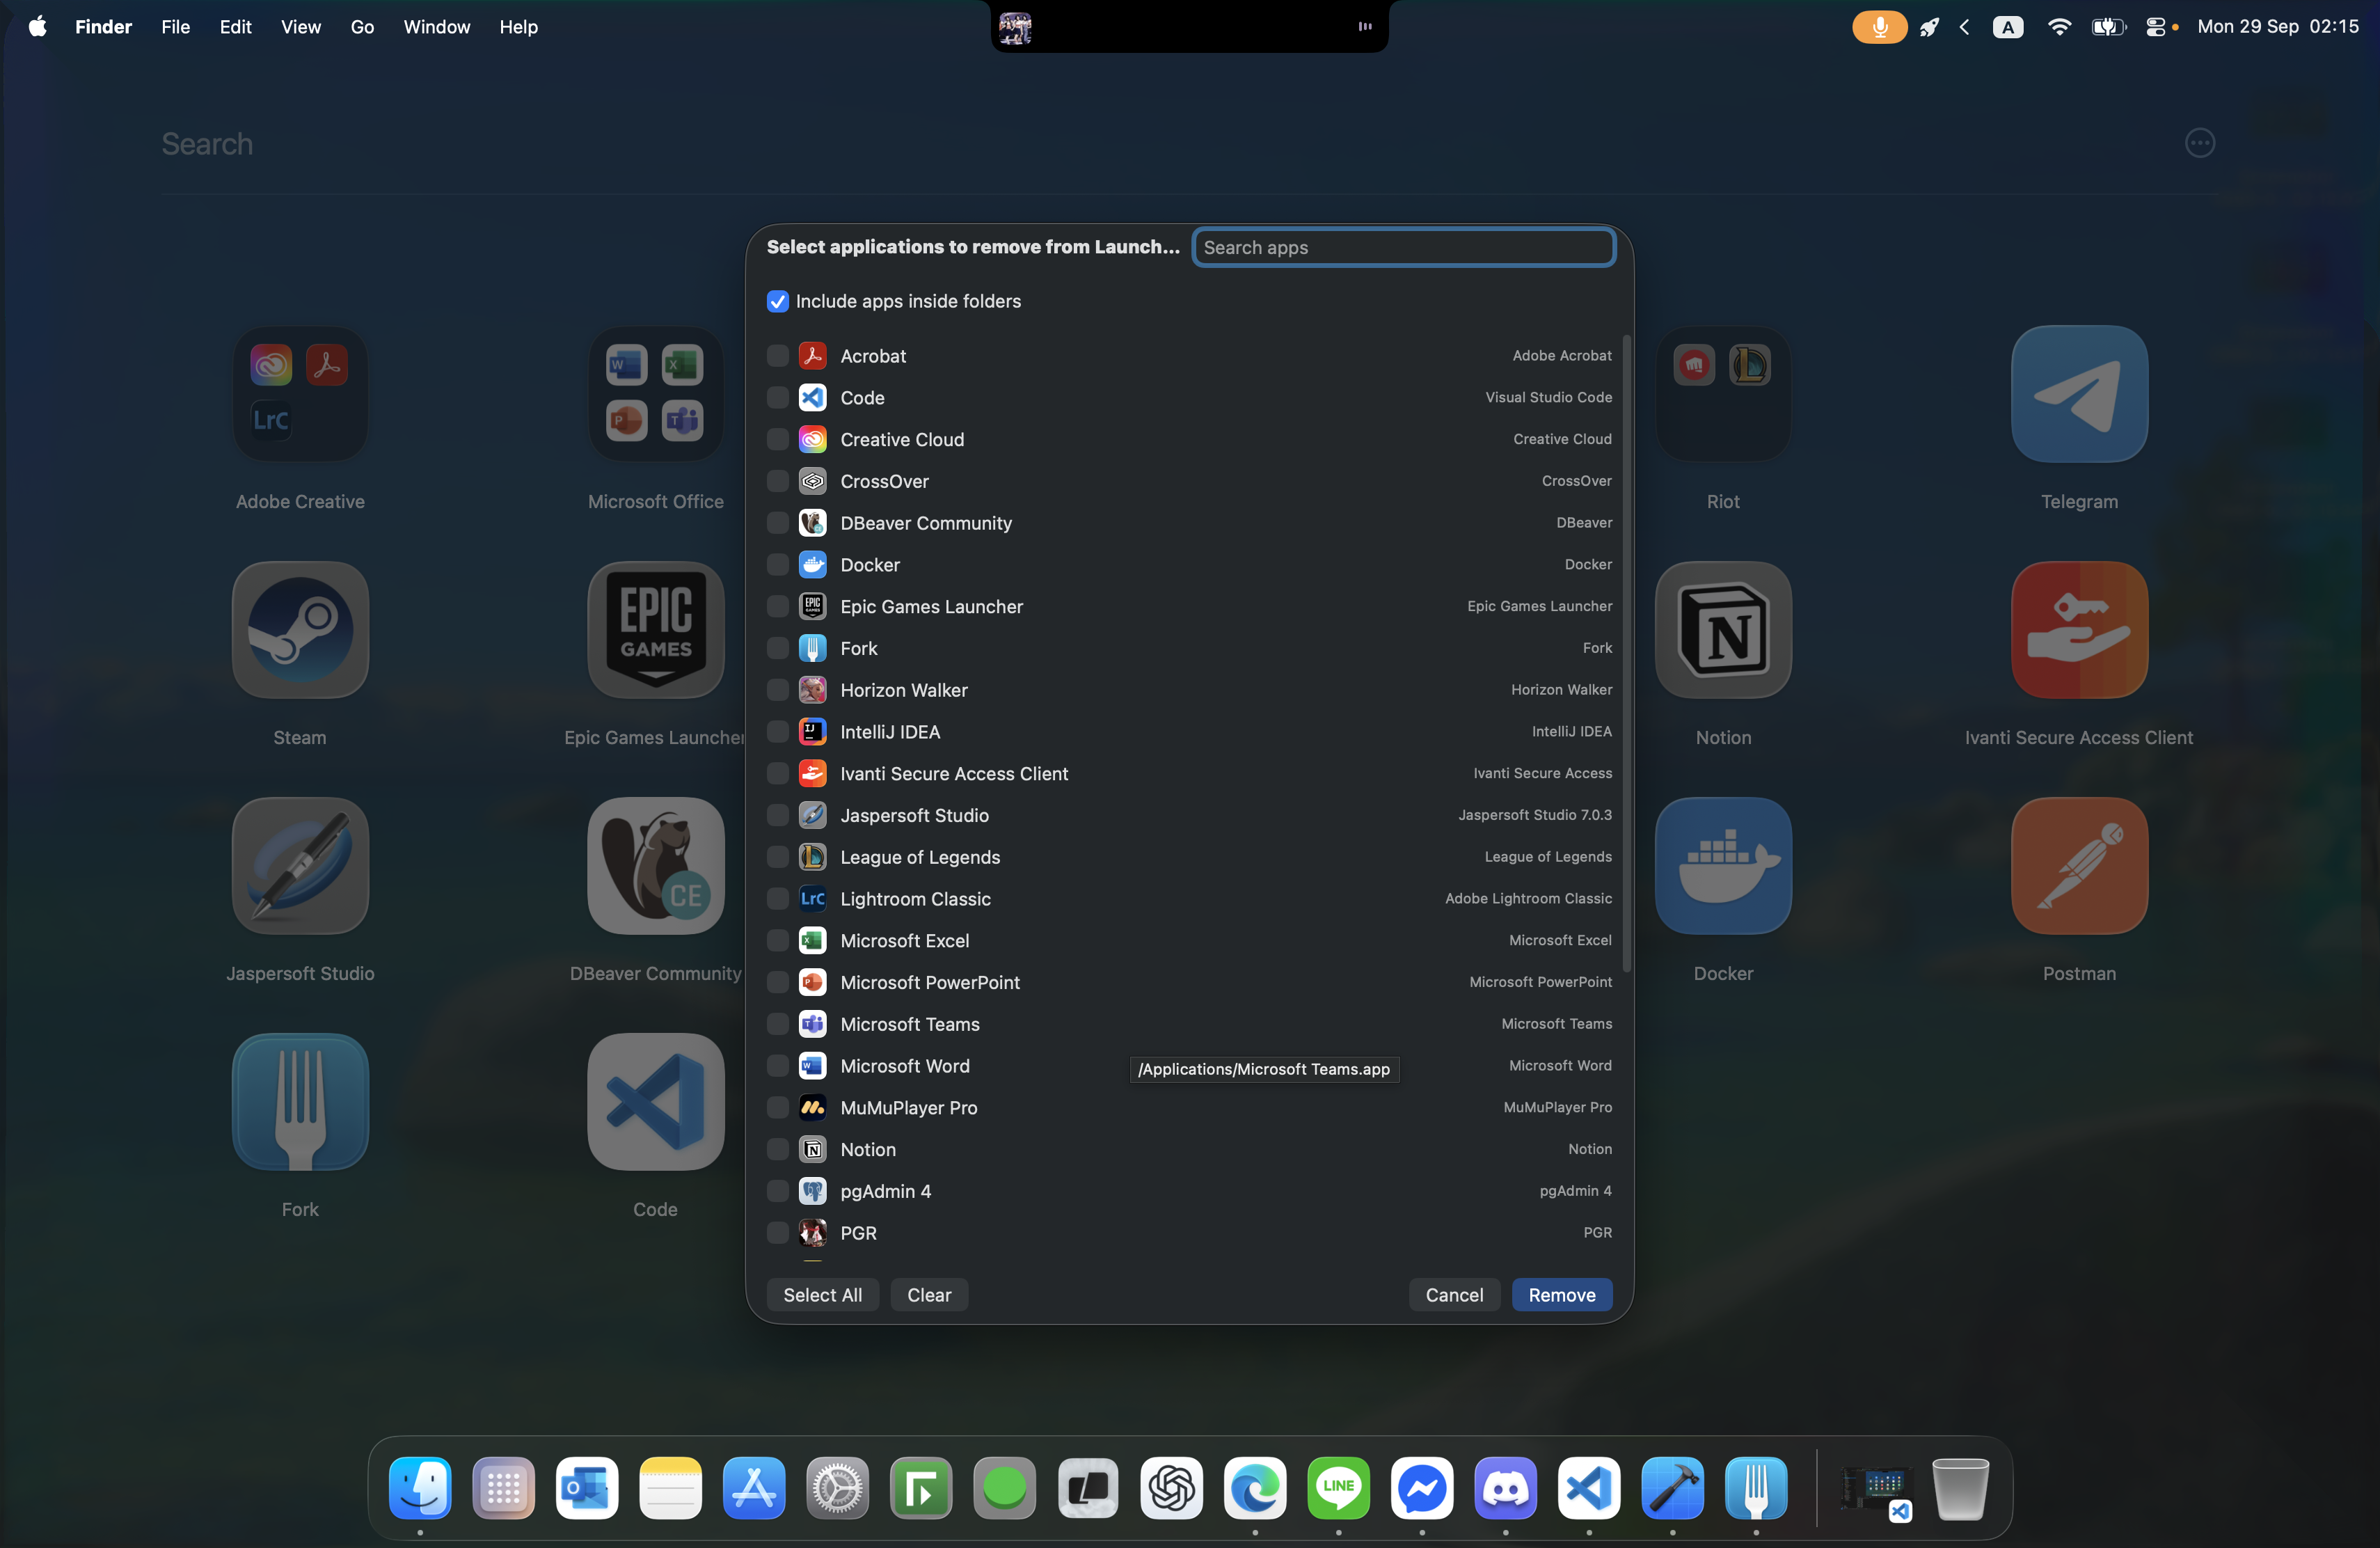 Finder File Edit View Go Window Help
A
Mon 29 Sep 02:15
Search
Select applications to remove from Launch...
Search apps
Include apps inside folders
Acrobat Adobe Acrobat
Code Visual Studio Code
Creative Cloud Creative Cloud
CrossOver CrossOver
DBeaver Community DBeaver
Docker Docker
Epic Games Launcher Epic Games Launcher
Fork Fork
Horizon Walker Horizon Walker
IntelliJ IDEA IntelliJ IDEA
Ivanti Secure Access Client Ivanti Secure Access
Jaspersoft Studio Jaspersoft Studio 7.0.3
League of Legends League of Legends
LrC Lightroom Classic Adobe Lightroom Classic
Microsoft Excel Microsoft Excel
Microsoft PowerPoint Microsoft PowerPoint
Microsoft Teams Microsoft Teams
Microsoft Word Microsoft Word
/Applications/Microsoft Teams.app
MuMuPlayer Pro MuMuPlayer Pro
Notion Notion
pgAdmin 4 pgAdmin 4
PGR PGR
Select All Clear Cancel Remove
LrC
Adobe Creative
Microsoft Office
Riot
Telegram
EPIC
GAMES
Steam
Epic Games Launcher
Notion
Ivanti Secure Access Client
CE
Jaspersoft Studio
DBeaver Community
Docker
Postman
Fork
Code
LINE